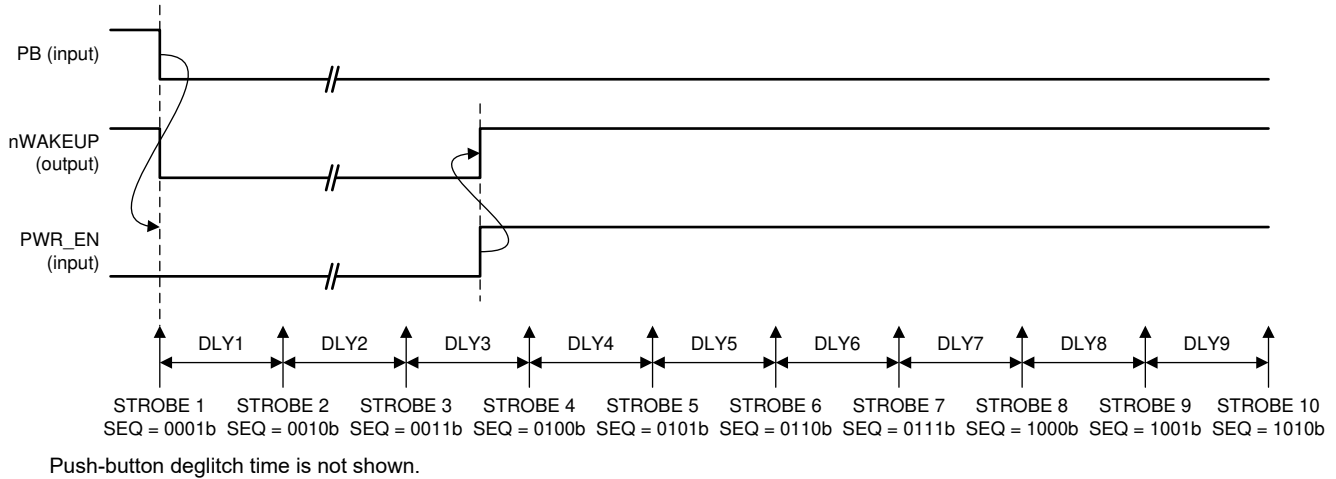 PB (input)
nWAKEUP
(output)
PWR_EN
(input)
DLY1 DLY2 DLY3 DLY4 DLY5 DLY6 DLY7 DLY8 DLY9
STROBE 1 STROBE 2 STROBE 3 STROBE 4 STROBE 5 STROBE 6 STROBE 7 STROBE 8 STROBE 9 STROBE 10
SEQ = 0001b SEQ = 0010b SEQ = 0011b SEQ = 0100b SEQ = 0101b SEQ = 0110b SEQ = 0111b SEQ = 1000b SEQ = 1001b SEQ = 1010b
Push-button deglitch time is not shown.